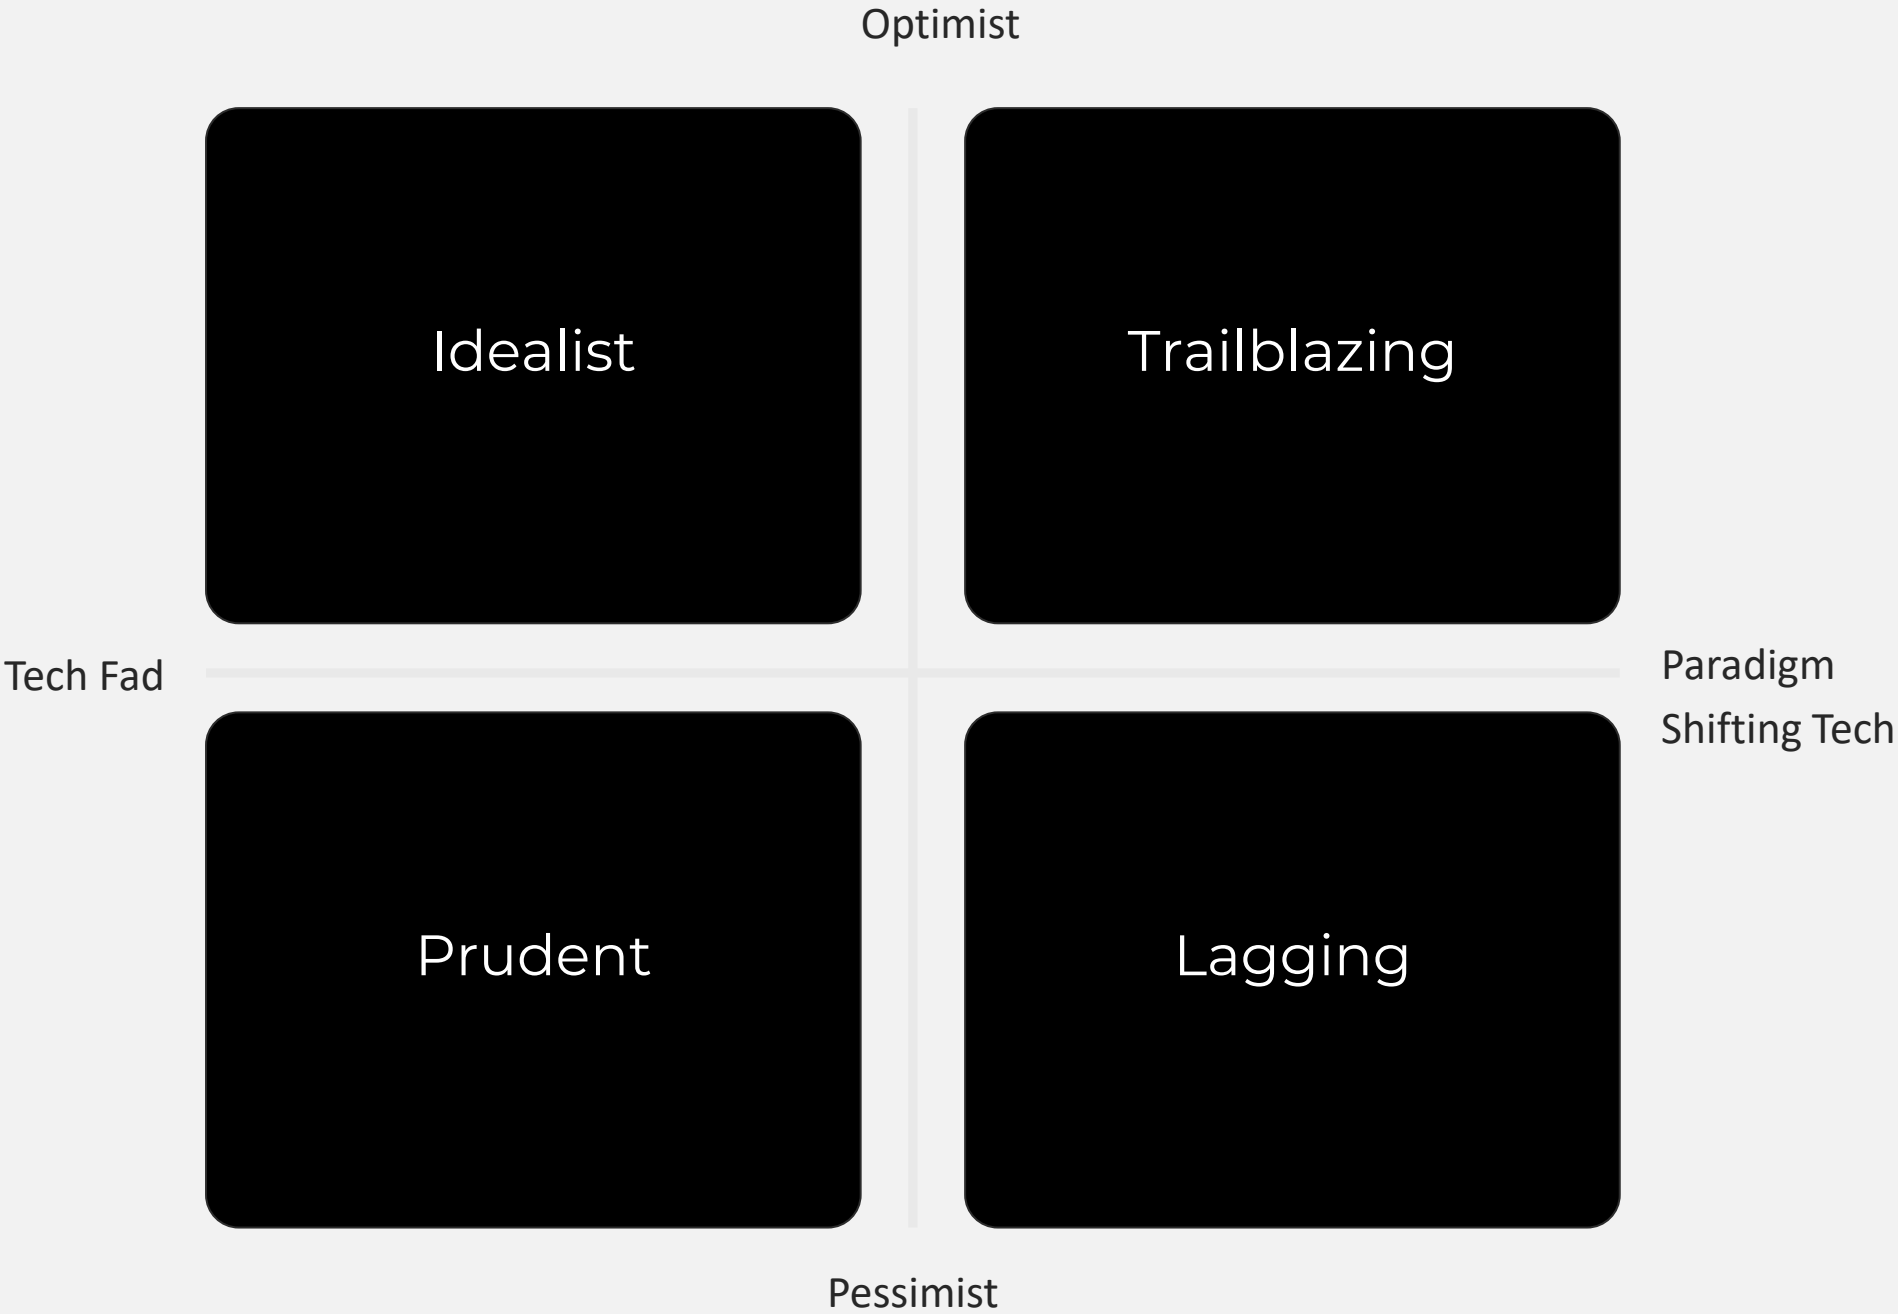 Optimist
Idealist
Trailblazing
Tech Fad
Paradigm
Shifting Tech
Prudent
Lagging
Pessimist